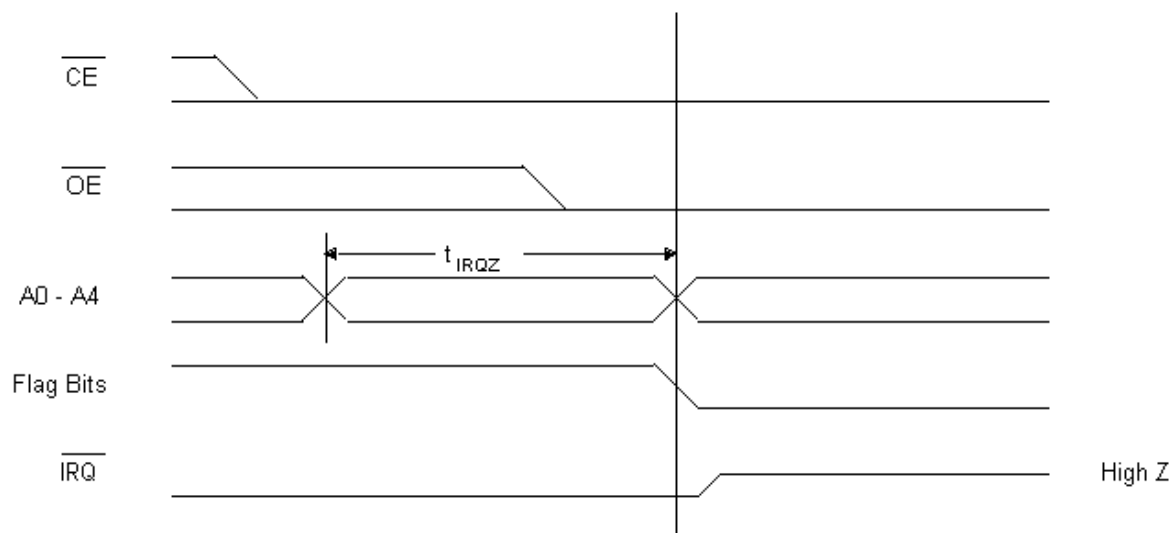 CE
OE
t IRQZ
A0 - A4
Flag Bits
IRQ
High Z